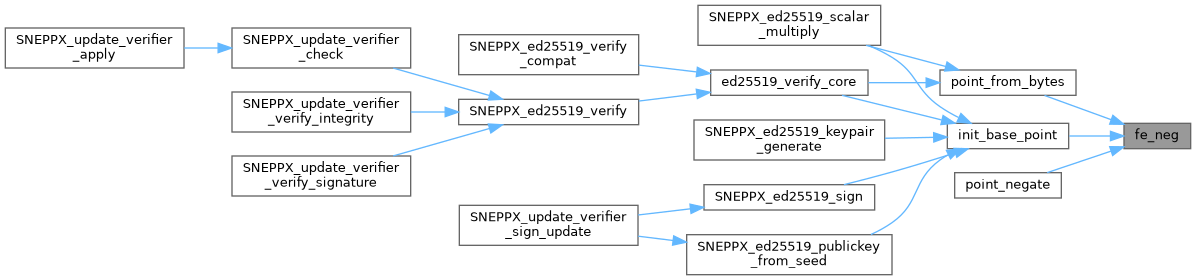 SNEPPX_update_verifier
_apply
SNEPPX_update_verifier
_check
SNEPPX_update_verifier
_verify_integrity
SNEPPX_update_verifier
_verify_signature
SNEPPX_ed25519_verify
_compat
SNEPPX_ed25519_verify
SNEPPX_update_verifier
_sign_update
SNEPPX_ed25519_scalar
_multiply
ed25519_verify_core
SNEPPX_ed25519_keypair
_generate
SNEPPX_ed25519_sign
SNEPPX_ed25519_publickey
_from_seed
point_from_bytes
init_base_point
point_negate
fe_neg